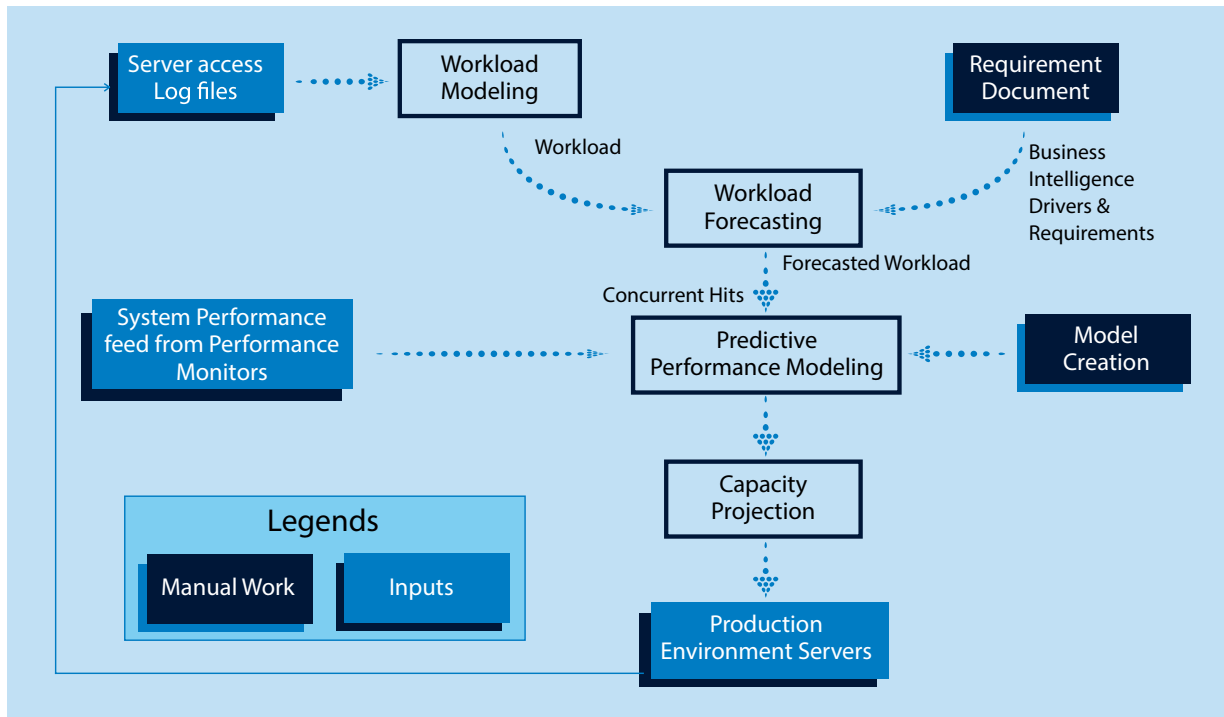 Server access
Log files
Workload
Modeling
Requirement
Document
Workload
Business
Intelligence
Drivers &
Requirements
Workload
Forecasting
Forecasted Workload
Concurrent Hits
System Performance
feed from Performance
Monitors
Predictive
Performance Modeling
Model
Creation
Capacity
Projection
Legends
Manual Work
Inputs
Production
Environment Servers